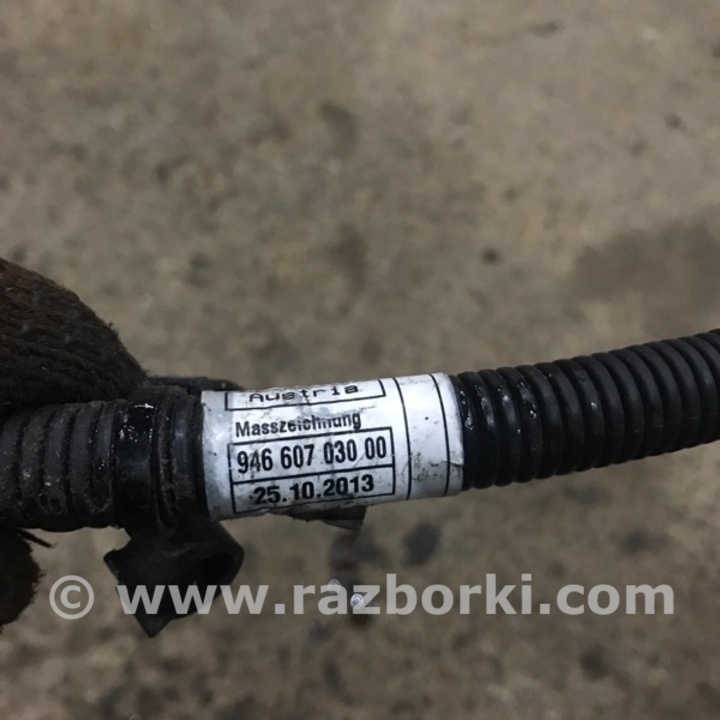 Austria
Masszeichnung
946 607 030 00
25.10.2013
© www.razborki.com